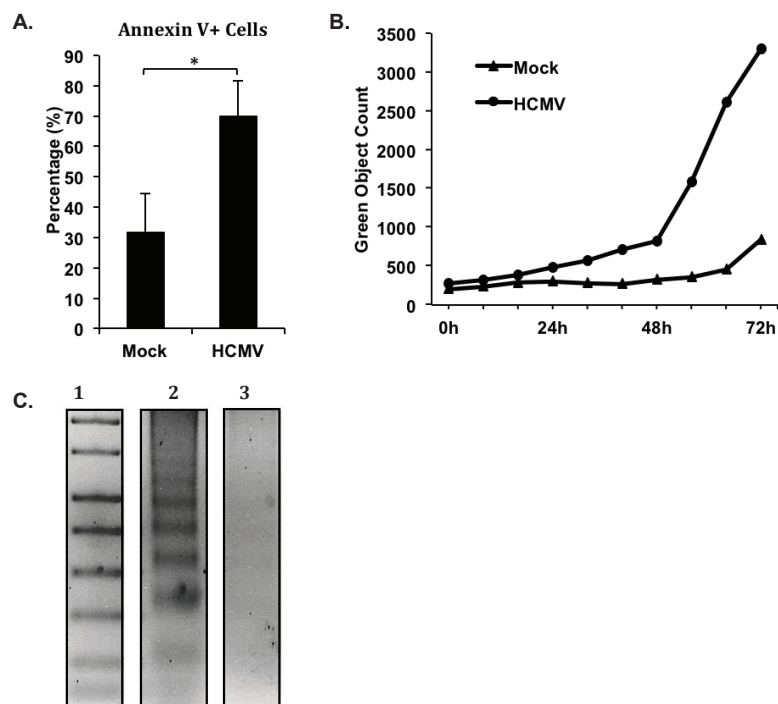 A.
Annexin V+ Cells
*
Percentage (%)
90
80
70
60
50
40
30
20
10
0
Mock
HCMV
B.
Green Object Count
3500
3000
2500
2000
1500
1000
500
0
Mock
HCMV
0h
24h
48h
72h
C.
1
2
3